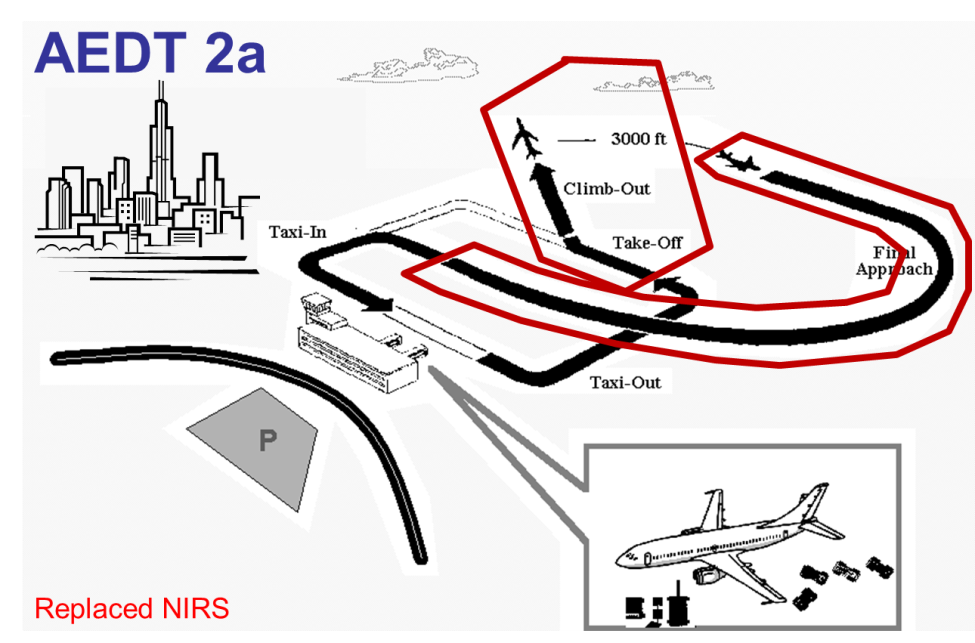 AEDT 2a
3000 ft
Climb-Out
Taxi-In
Take-Off
Final
Approach
Taxi-Out
P
Replaced NIRS